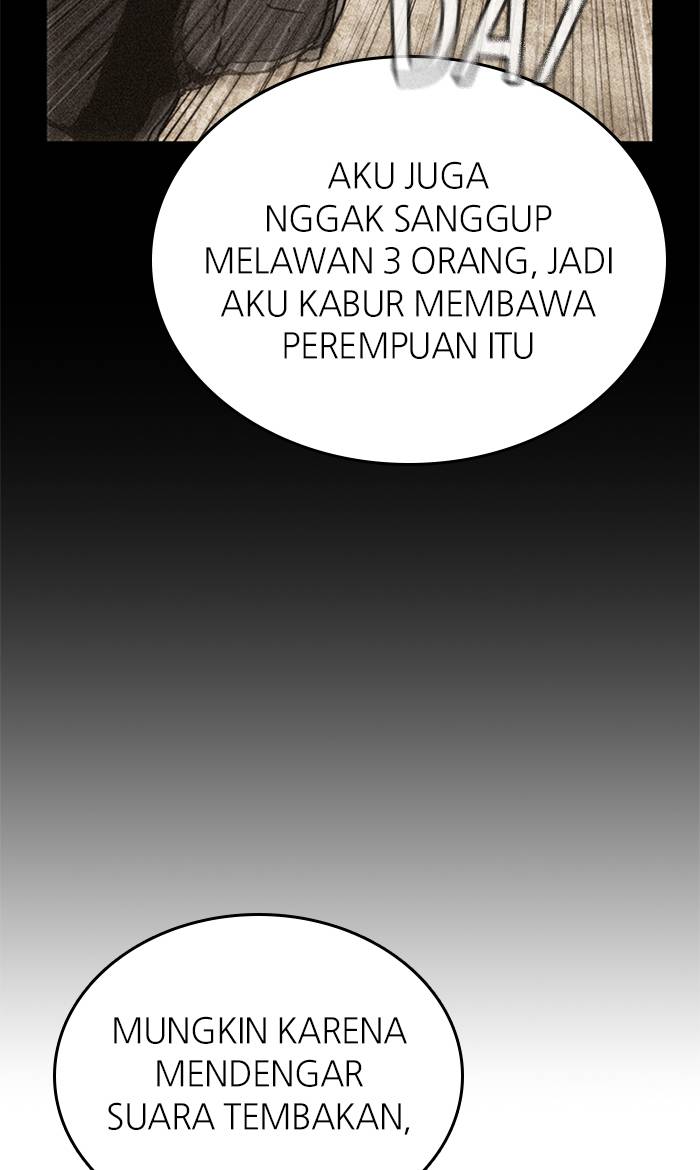 AKU JUGA
NGGAK SANGGUP
MELAWAN 3 ORANG, JADI
AKU KABUR MEMBAWA
PEREMPUAN ITU
MUNGKIN KARENA
MENDENGAR
SUARA TEMBAKAN,